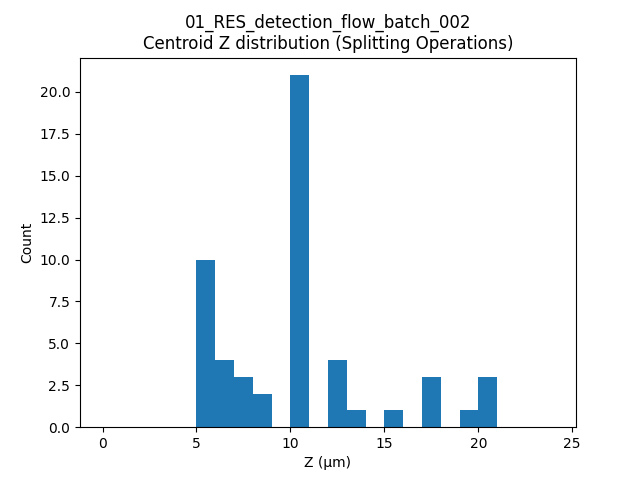 01_RES_detection_flow_batch_002
Centroid Z distribution (Splitting Operations)
20.0
17.5
15.0
12.5
10.0
7.5
5.0
2.5
0.0
Count
0 5 10 15 20 25
Z (µm)